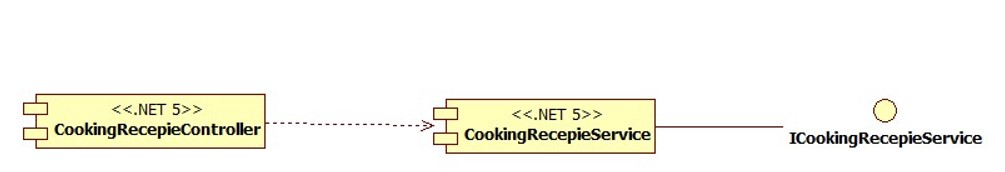 <<.NET 5>>
CookingRecepieController
<<.NET 5>>
CookingRecepieService
ICookingRecepieService